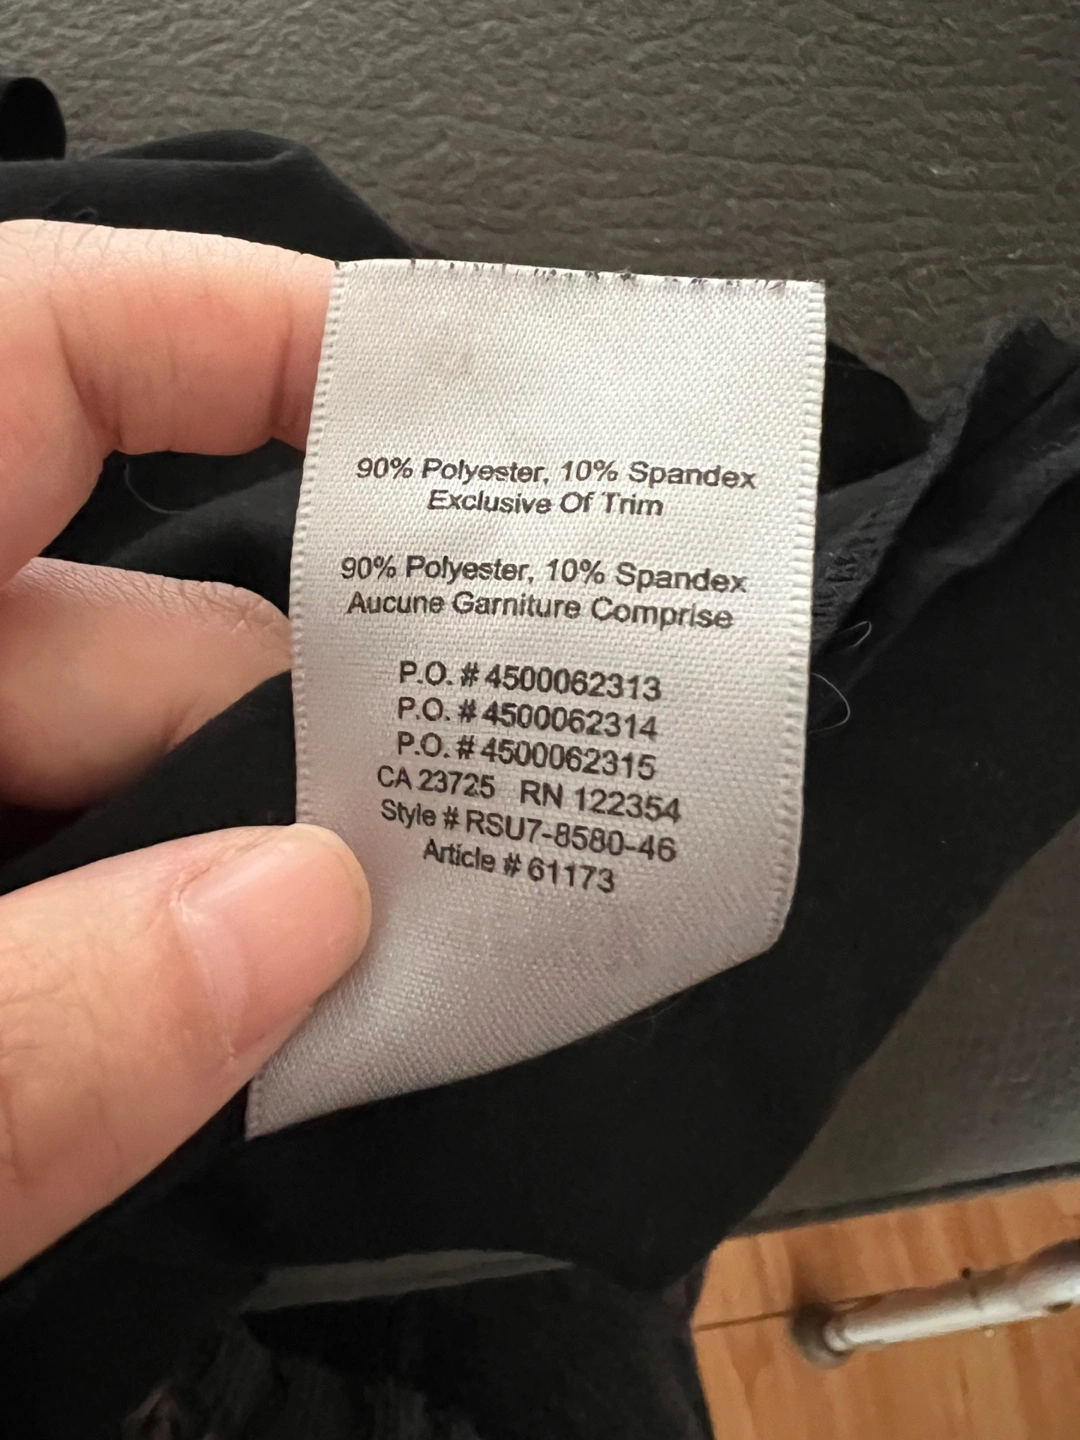 90% Polyester, 10% Spandex
Exclusive Of Trim
90% Polyester, 10% Spandex
Aucune Garniture Comprise
P.O. # 4500062313
P.O. # 4500062314
P.O. # 4500062315
CA 23725 RN 122354
Style # RSU7-8580-46
Article # 61173